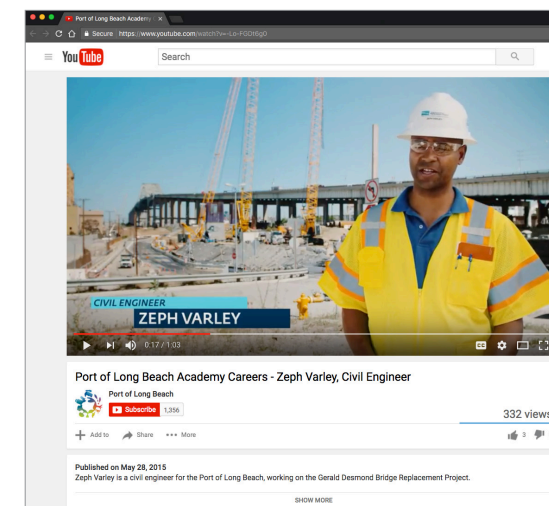 Port of Long Beach Academy
Secure https://www.youtube.com/watch?v=-Lo-FGOt6g0
YouTube
Search
CIVIL ENGINEER
ZEPH VARLEY
0:17 / 1:03
CC
Port of Long Beach Academy Careers - Zeph Varley, Civil Engineer
Port of Long Beach
Subscribe 1,356
332 views
Add to Share More
3
Published on May 28, 2015
Zeph Varley is a civil engineer for the Port of Long Beach, working on the Gerald Desmond Bridge Replacement Project.
SHOW MORE